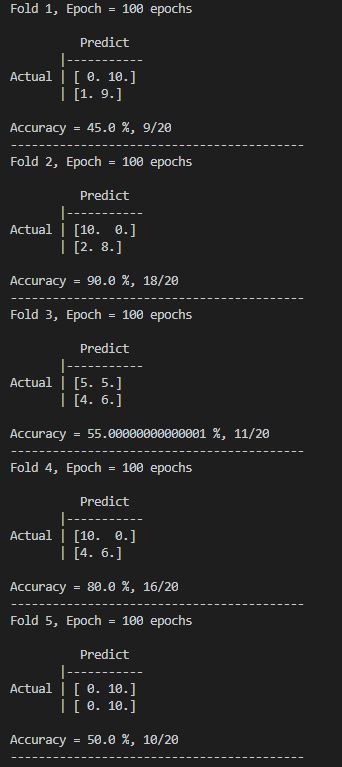 Fold 1, Epoch = 100 epochs
Predict
|-----------
Actual | [ 0. 10.]
| [1. 9.]
Accuracy = 45.0 %, 9/20
------------------------------------------
Fold 2, Epoch = 100 epochs
Predict
|-----------
Actual | [10.  0.]
| [2. 8.]
Accuracy = 90.0 %, 18/20
------------------------------------------
Fold 3, Epoch = 100 epochs
Predict
|-----------
Actual | [5. 5.]
| [4. 6.]
Accuracy = 55.00000000000001 %, 11/20
------------------------------------------
Fold 4, Epoch = 100 epochs
Predict
|-----------
Actual | [10.  0.]
| [4. 6.]
Accuracy = 80.0 %, 16/20
------------------------------------------
Fold 5, Epoch = 100 epochs
Predict
|-----------
Actual | [ 0. 10.]
| [ 0. 10.]
Accuracy = 50.0 %, 10/20
------------------------------------------